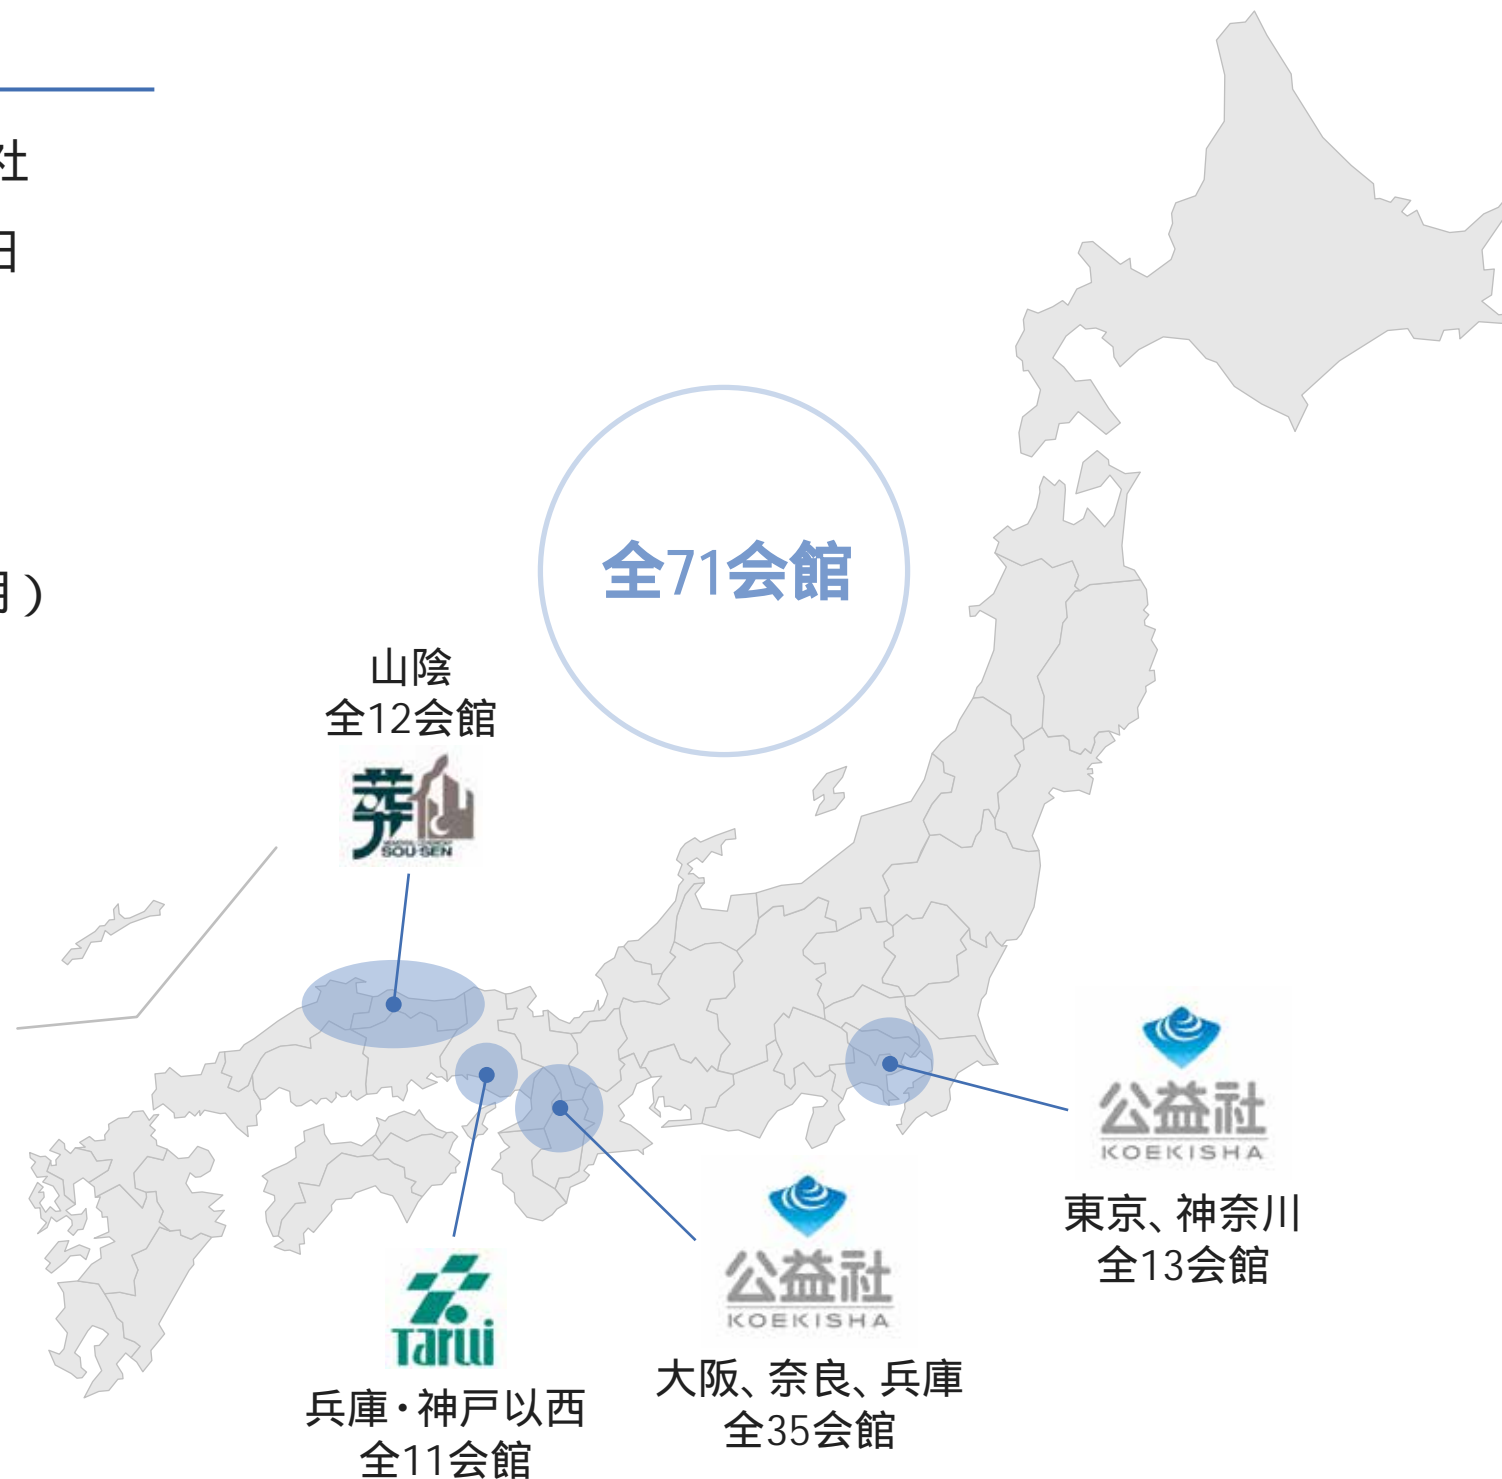 社
日
月）
全71会館
山陰
全12会館
葬仙
SOU-SEN
公益社
KOEKISHA
東京、神奈川
全13会館
公益社
KOEKISHA
大阪、奈良、兵庫
全35会館
Tarui
兵庫・神戸以西
全11会館